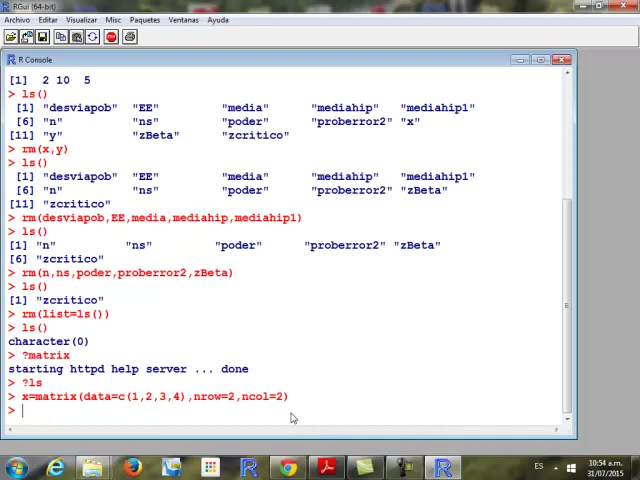 RGui (64-bit)
Archivo Editar Visualizar Misc Paquetes Ventanas Ayuda
STOP
R Console
[1] 2 10 5
> ls()
[1] "desviapob" "EE" "media" "mediahip" "mediahip1"
[6] "n" "ns" "poder" "proberror2" "x"
[11] "y" "zBeta" "zcritico"
> rm(x,y)
> ls()
[1] "desviapob" "EE" "media" "mediahip" "mediahip1"
[6] "n" "ns" "poder" "proberror2" "zBeta"
[11] "zcritico"
> rm(desviapob,EE,media,mediahip,mediahip1)
> ls()
[1] "n" "ns" "poder" "proberror2" "zBeta"
[6] "zcritico"
> rm(n,ns,poder,proberror2,zBeta)
> ls()
[1] "zcritico"
> rm(list=ls())
> ls()
character(0)
> ?matrix
starting httpd help server ... done
> ?ls
> x=matrix(data=c(1,2,3,4),nrow=2,ncol=2)
>
ES
10:54 a.m.
31/07/2015